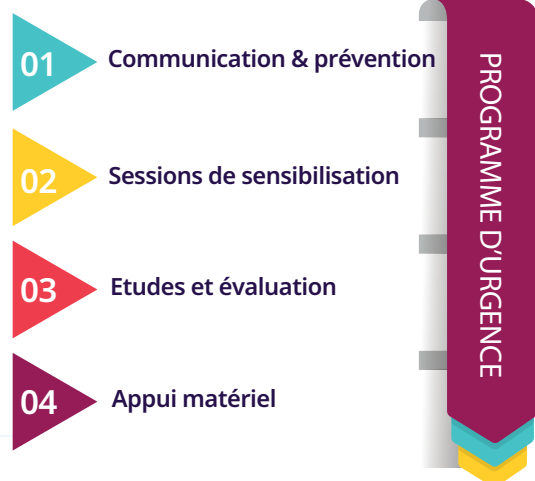 01
Communication & prévention
02
Sessions de sensibilisation
03
Etudes et évaluation
04
Appui matériel
PROGRAMME D'URGENCE